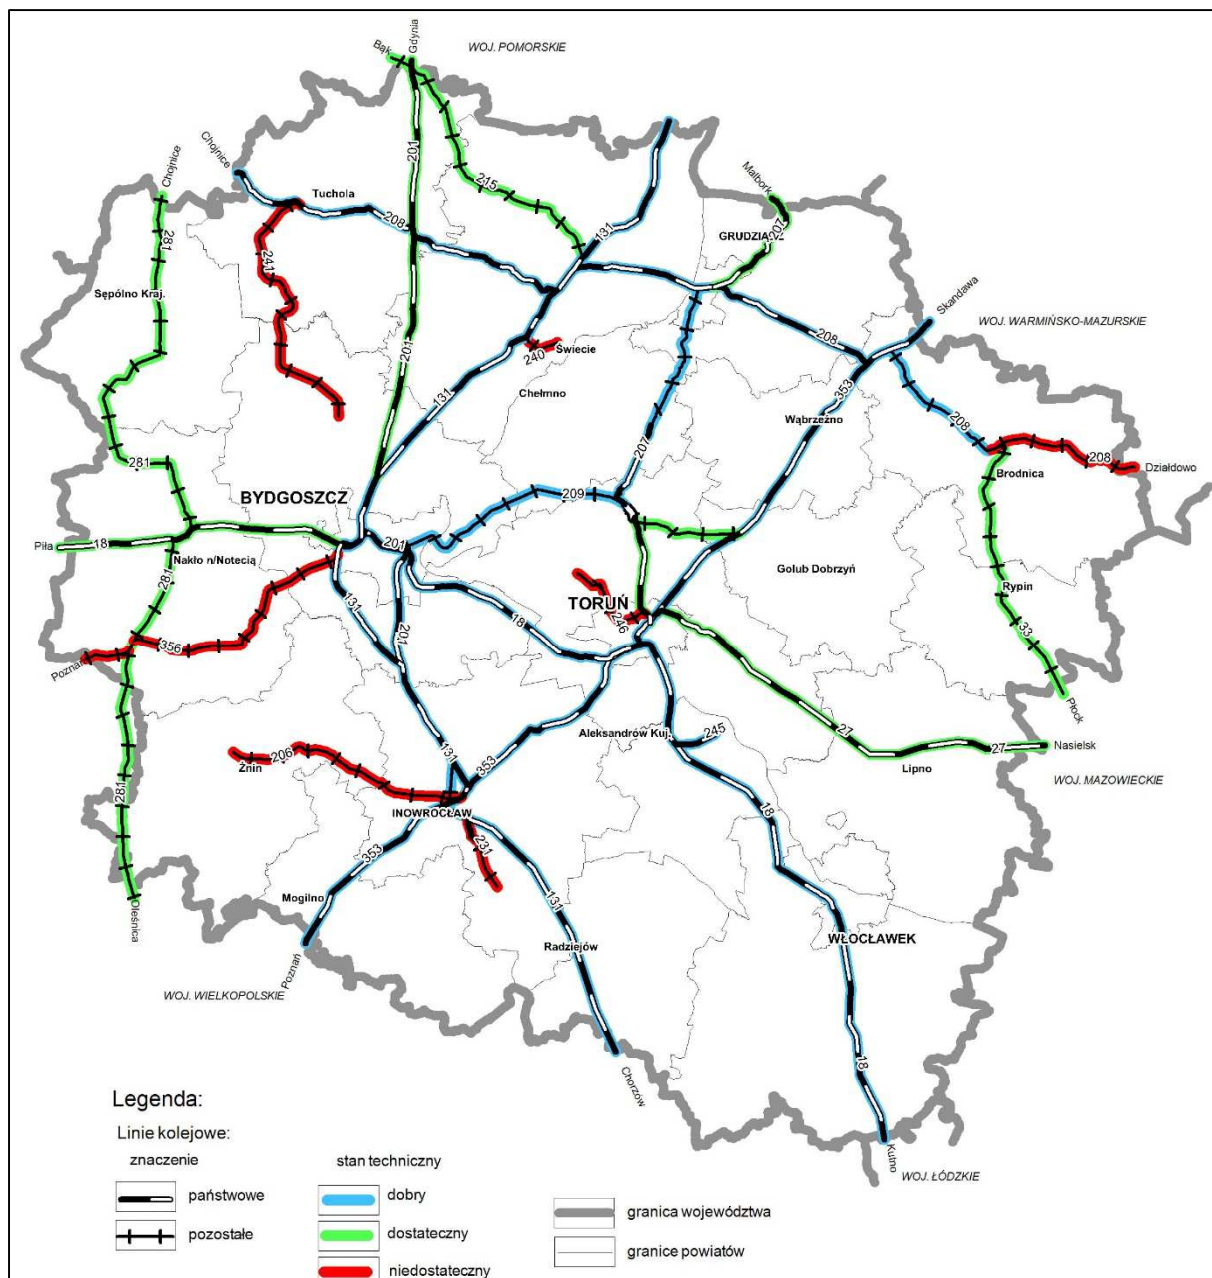 Gdynia
Bąk
WOJ. POMORSKIE
Chojnice
Chojnice
201
215
Malbork
Tuchola
208
131
GRUDZIĄDZ
207
281
241
Sępólno Kraj.
Skandawa
WOJ. WARMIŃSKO-MAZURSKIE
208
201
240
Świecie
353
Chełmno
131
Wąbrzeźno
208
207
281
Brodnica
208
Działdowo
BYDGOSZCZ
209
Piła
18
201
Nakło n/Notecią
281
Golub Dobrzyń
Rypin
131
TORUŃ
246
18
201
33
Poznań
356
Płock
Aleksandrów Kuj.
245
27
27
Nasielsk
Żnin
206
131
353
Lipno
WOJ. MAZOWIECKIE
281
INOWROCŁAW
18
231
353
Mogilno
131
Oleśnica
WŁOCŁAWEK
Radziejów
Poznań
WOJ. WIELKOPOLSKIE
18
Chorzów
Kutno
WOJ. ŁÓDZKIE
Legenda:
Linie kolejowe:
znaczenie
państwowe
pozostałe
stan techniczny
dobry
dostateczny
niedostateczny
granica województwa
granice powiatów